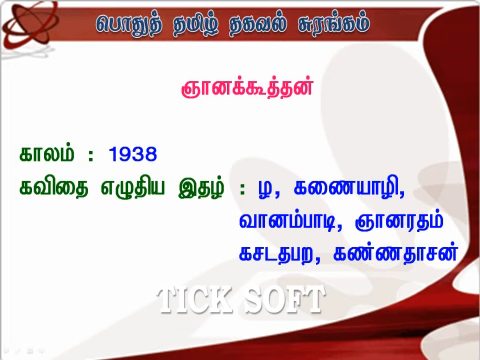 பொதுத் தமிழ் தகவல் சுரங்கம்
ஞானக்கூத்தன்
காலம் : 1938
கவிதை எழுதிய இதழ் : ழ, கணையாழி,
வானம்பாடி, ஞானரதம்
கசடதபற, கண்ணதாசன்
TICK SOFT